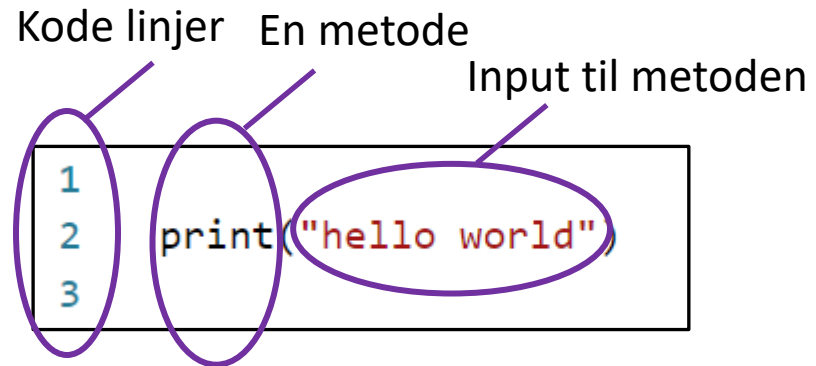 Kode linjer En metode
Input til metoden
1
2 print("hello world")
3